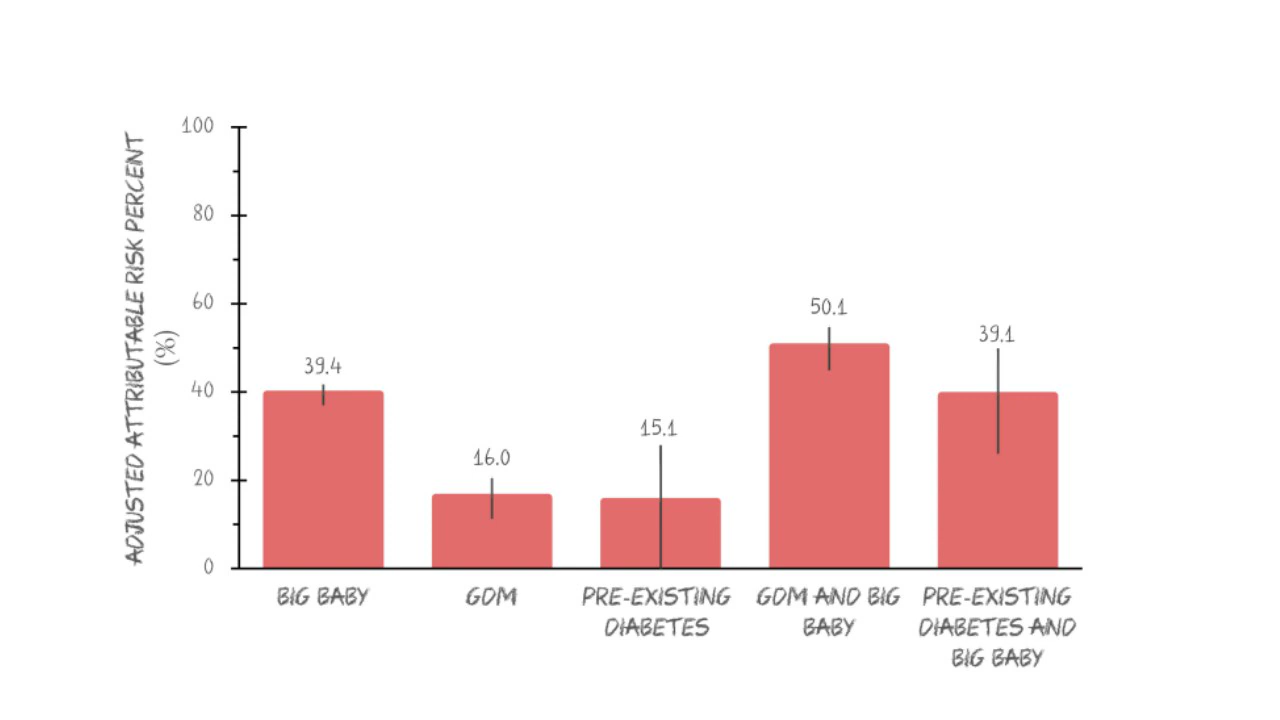 ADJUSTED ATTRIBUTABLE RISK PERCENT
(%)
100
80
60
40
20
0
39.4
16.0
15.1
50.1
39.1
BIG BABY
GDM
PRE-EXISTING
DIABETES
GDM AND BIG
BABY
PRE-EXISTING
DIABETES AND
BIG BABY